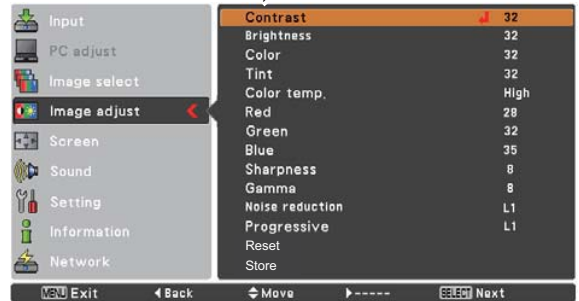 Input
PC adjust
Image select
Image adjust
Screen
Sound
Setting
Information
Network
Contrast 32
Brightness 32
Color 32
Tint 32
Color temp. High
Red 28
Green 32
Blue 35
Sharpness 8
Gamma 8
Noise reduction L1
Progressive L1
Reset
Store
MENU Exit Back Move ----- SELECT Next